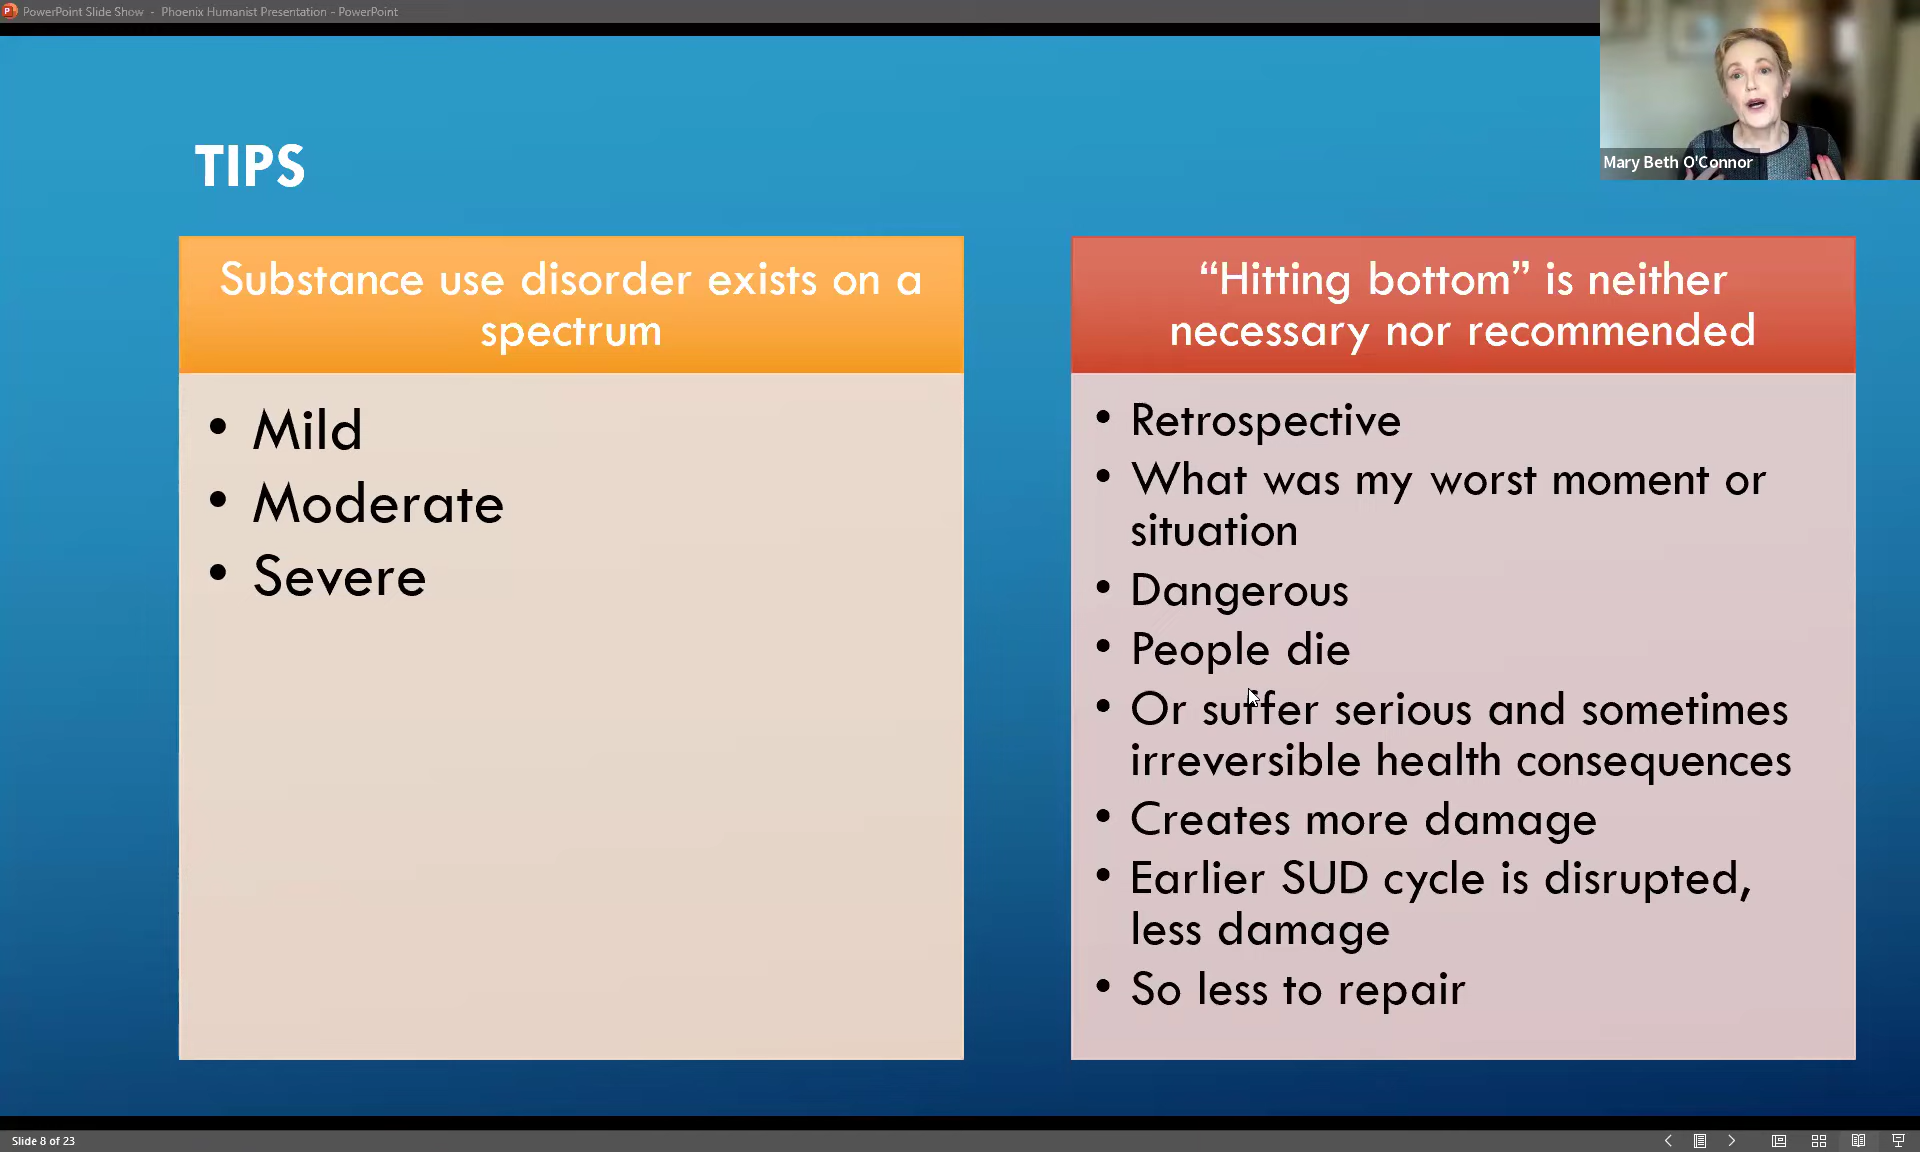 PowerPoint Slide Show - Phoenix Humanist Presentation - PowerPoint
Mary Beth O'Connor
TIPS
Substance use disorder exists on a
spectrum
• Mild
• Moderate
• Severe
“Hitting bottom” is neither
necessary nor recommended
• Retrospective
• What was my worst moment or
situation
• Dangerous
• People die
• Or suffer serious and sometimes
irreversible health consequences
• Creates more damage
• Earlier SUD cycle is disrupted,
less damage
• So less to repair
Slide 8 of 23